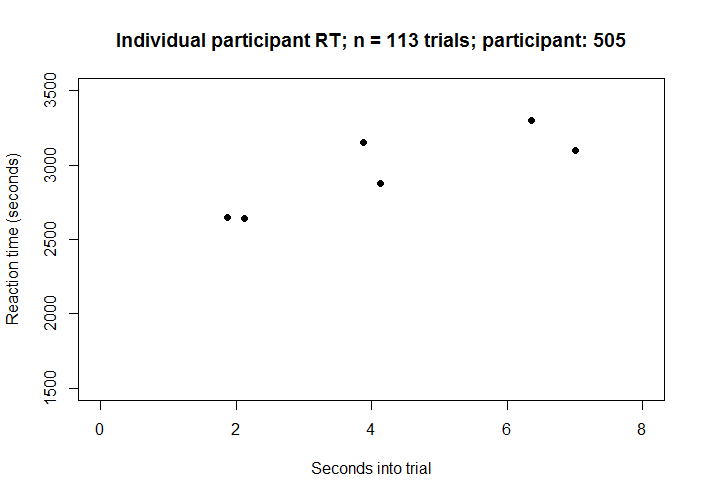 Individual participant RT; n = 113 trials; participant: 505
Reaction time (seconds)
3500
3000
2500
2000
1500
0 2 4 6 8
Seconds into trial